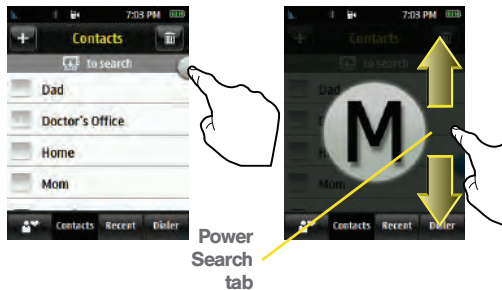 7:03 PM
+ Contacts
to search
Dad
Doctor's Office
Home
Mom
Contacts Recent Dialer
7:03 PM
+ Contacts
to search
Dad
M
Home
Mom
Contacts Recent Dialer
Power
Search
tab